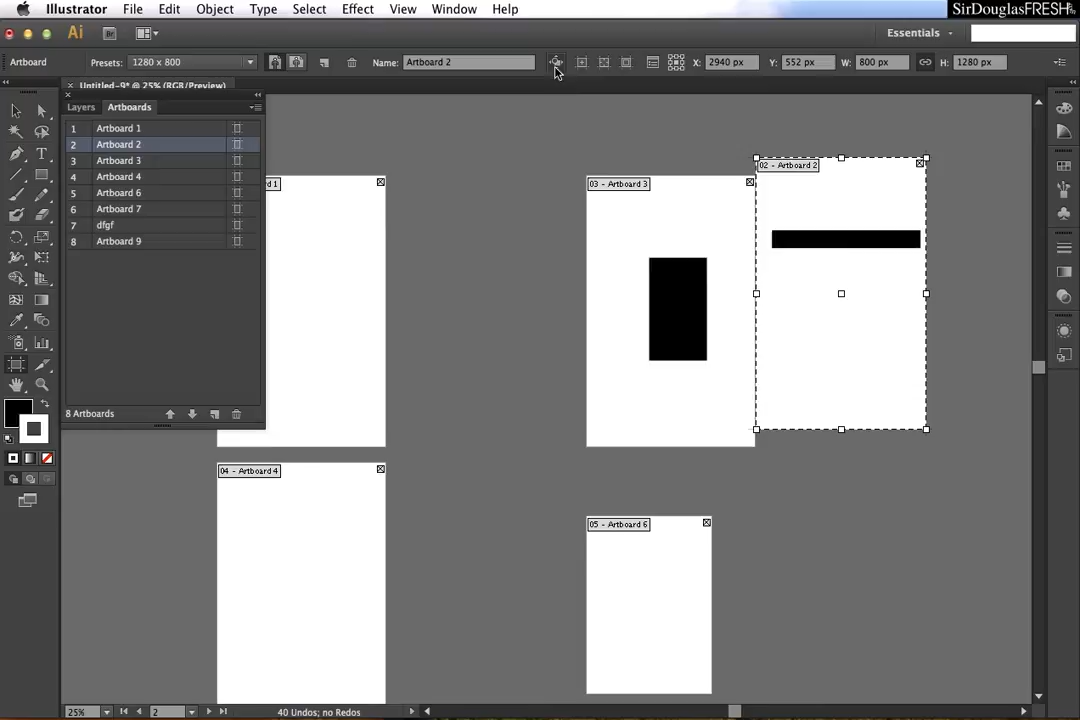 Illustrator File Edit Object Type Select Effect View Window Help
SirDouglasFRESH
Ai Br Essentials
Artboard Presets: 1280 x 800 Name: Artboard 2 X: 2940 px Y: 552 px W: 800 px H: 1280 px
Untitled-9* @ 25% (RGB/Preview)
Layers Artboards
1 Artboard 1
2 Artboard 2
3 Artboard 3
4 Artboard 4
5 Artboard 6
6 Artboard 7
7 dfgf
8 Artboard 9
8 Artboards
d 1
03 - Artboard 3
02 - Artboard 2
04 - Artboard 4
05 - Artboard 6
25% 2 40 Undos; no Redos